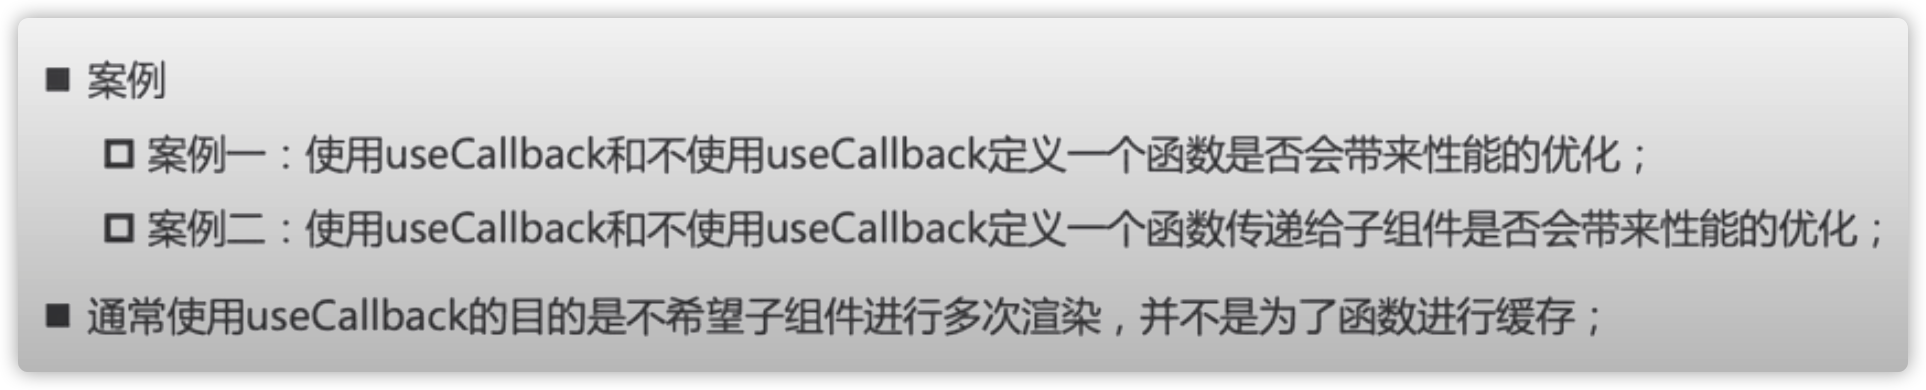 案例
案例一：使用useCallback和不使用useCallback定义一个函数是否会带来性能的优化；
案例二：使用useCallback和不使用useCallback定义一个函数传递给子组件是否会带来性能的优化；
通常使用useCallback的目的是不希望子组件进行多次渲染，并不是为了函数进行缓存；